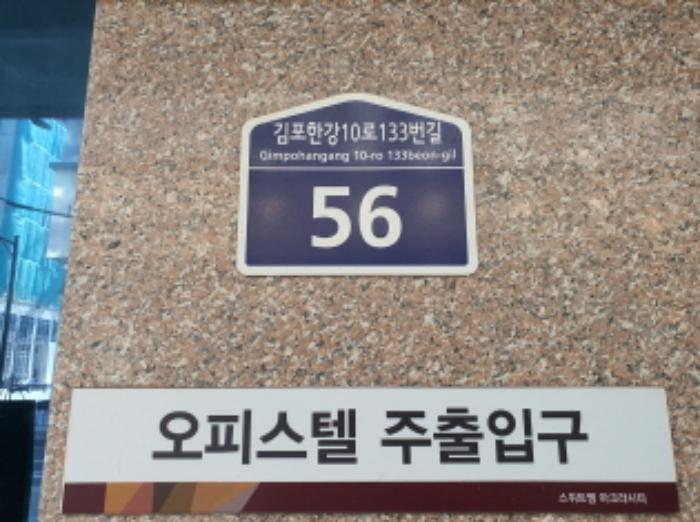 김포한강10로133번길
Gimpohangang 10-ro 133beon-gil
56
오피스텔 주출입구